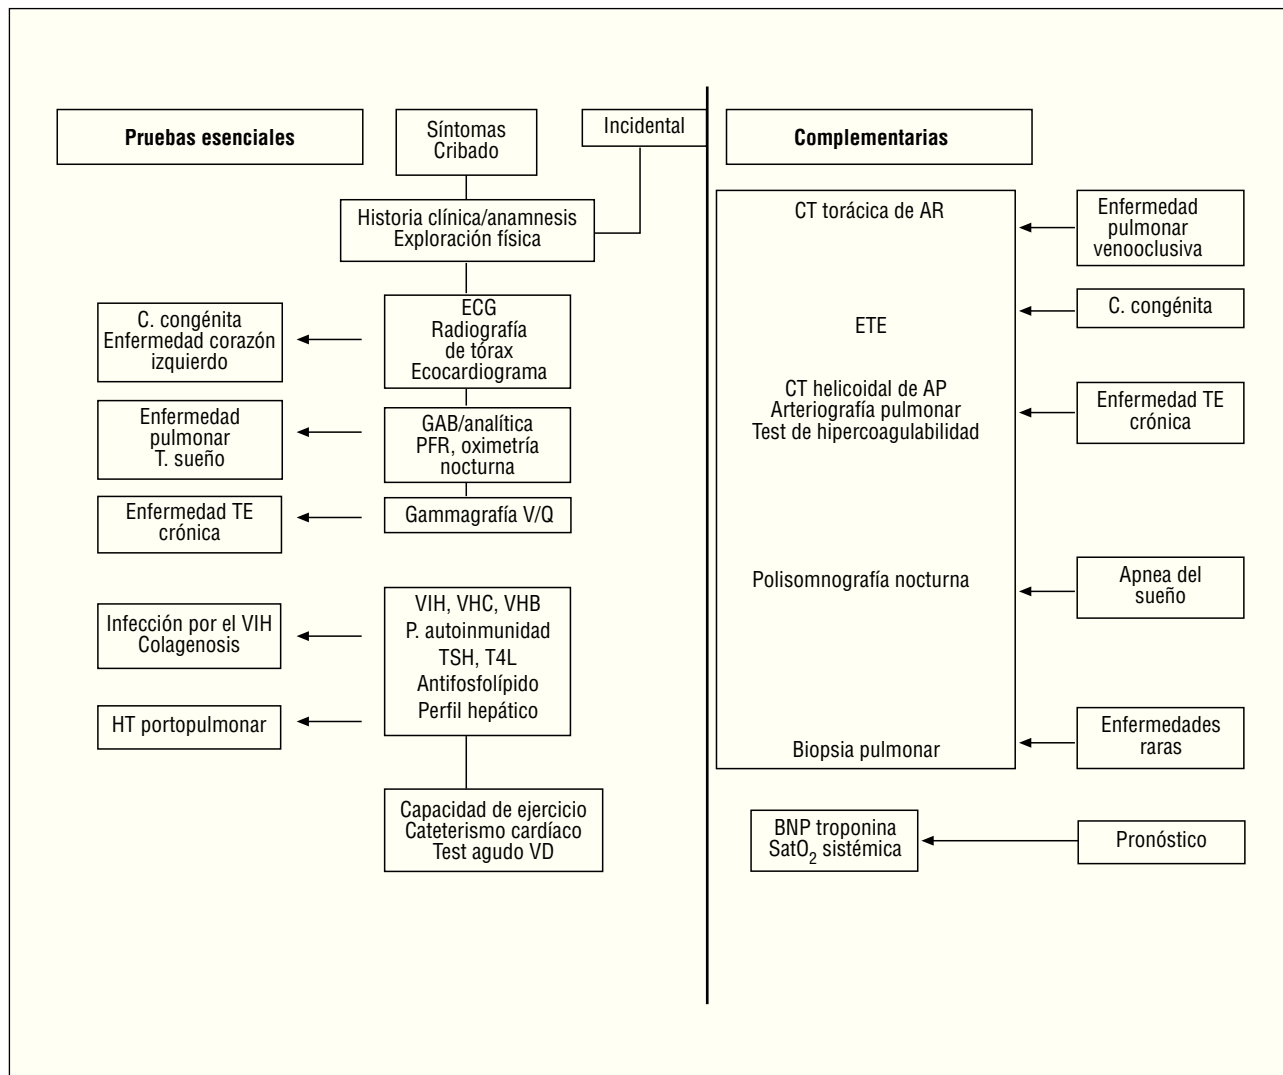 Pruebas esenciales
Síntomas
Cribado
Incidental
Historia clínica/anamnesis
Exploración física
C. congénita
Enfermedad corazón
izquierdo
ECG
Radiografía
de tórax
Ecocardiograma
Enfermedad
pulmonar
T. sueño
GAB/analítica
PFR, oximetría
nocturna
Enfermedad TE
crónica
Gammagrafía V/Q
Infección por el VIH
Colagenosis
HT portopulmonar
VIH, VHC, VHB
P. autoinmunidad
TSH, T4L
Antifosfolípido
Perfil hepático
Capacidad de ejercicio
Cateterismo cardíaco
Test agudo VD
Complementarias
CT torácica de AR
Enfermedad
pulmonar
venooclusiva
ETE
C. congénita
CT helicoidal de AP
Arteriografía pulmonar
Test de hipercoagulabilidad
Enfermedad TE
crónica
Polisomnografía nocturna
Apnea del
sueño
Biopsia pulmonar
Enfermedades
raras
BNP troponina
SatO₂ sistémica
Pronóstico